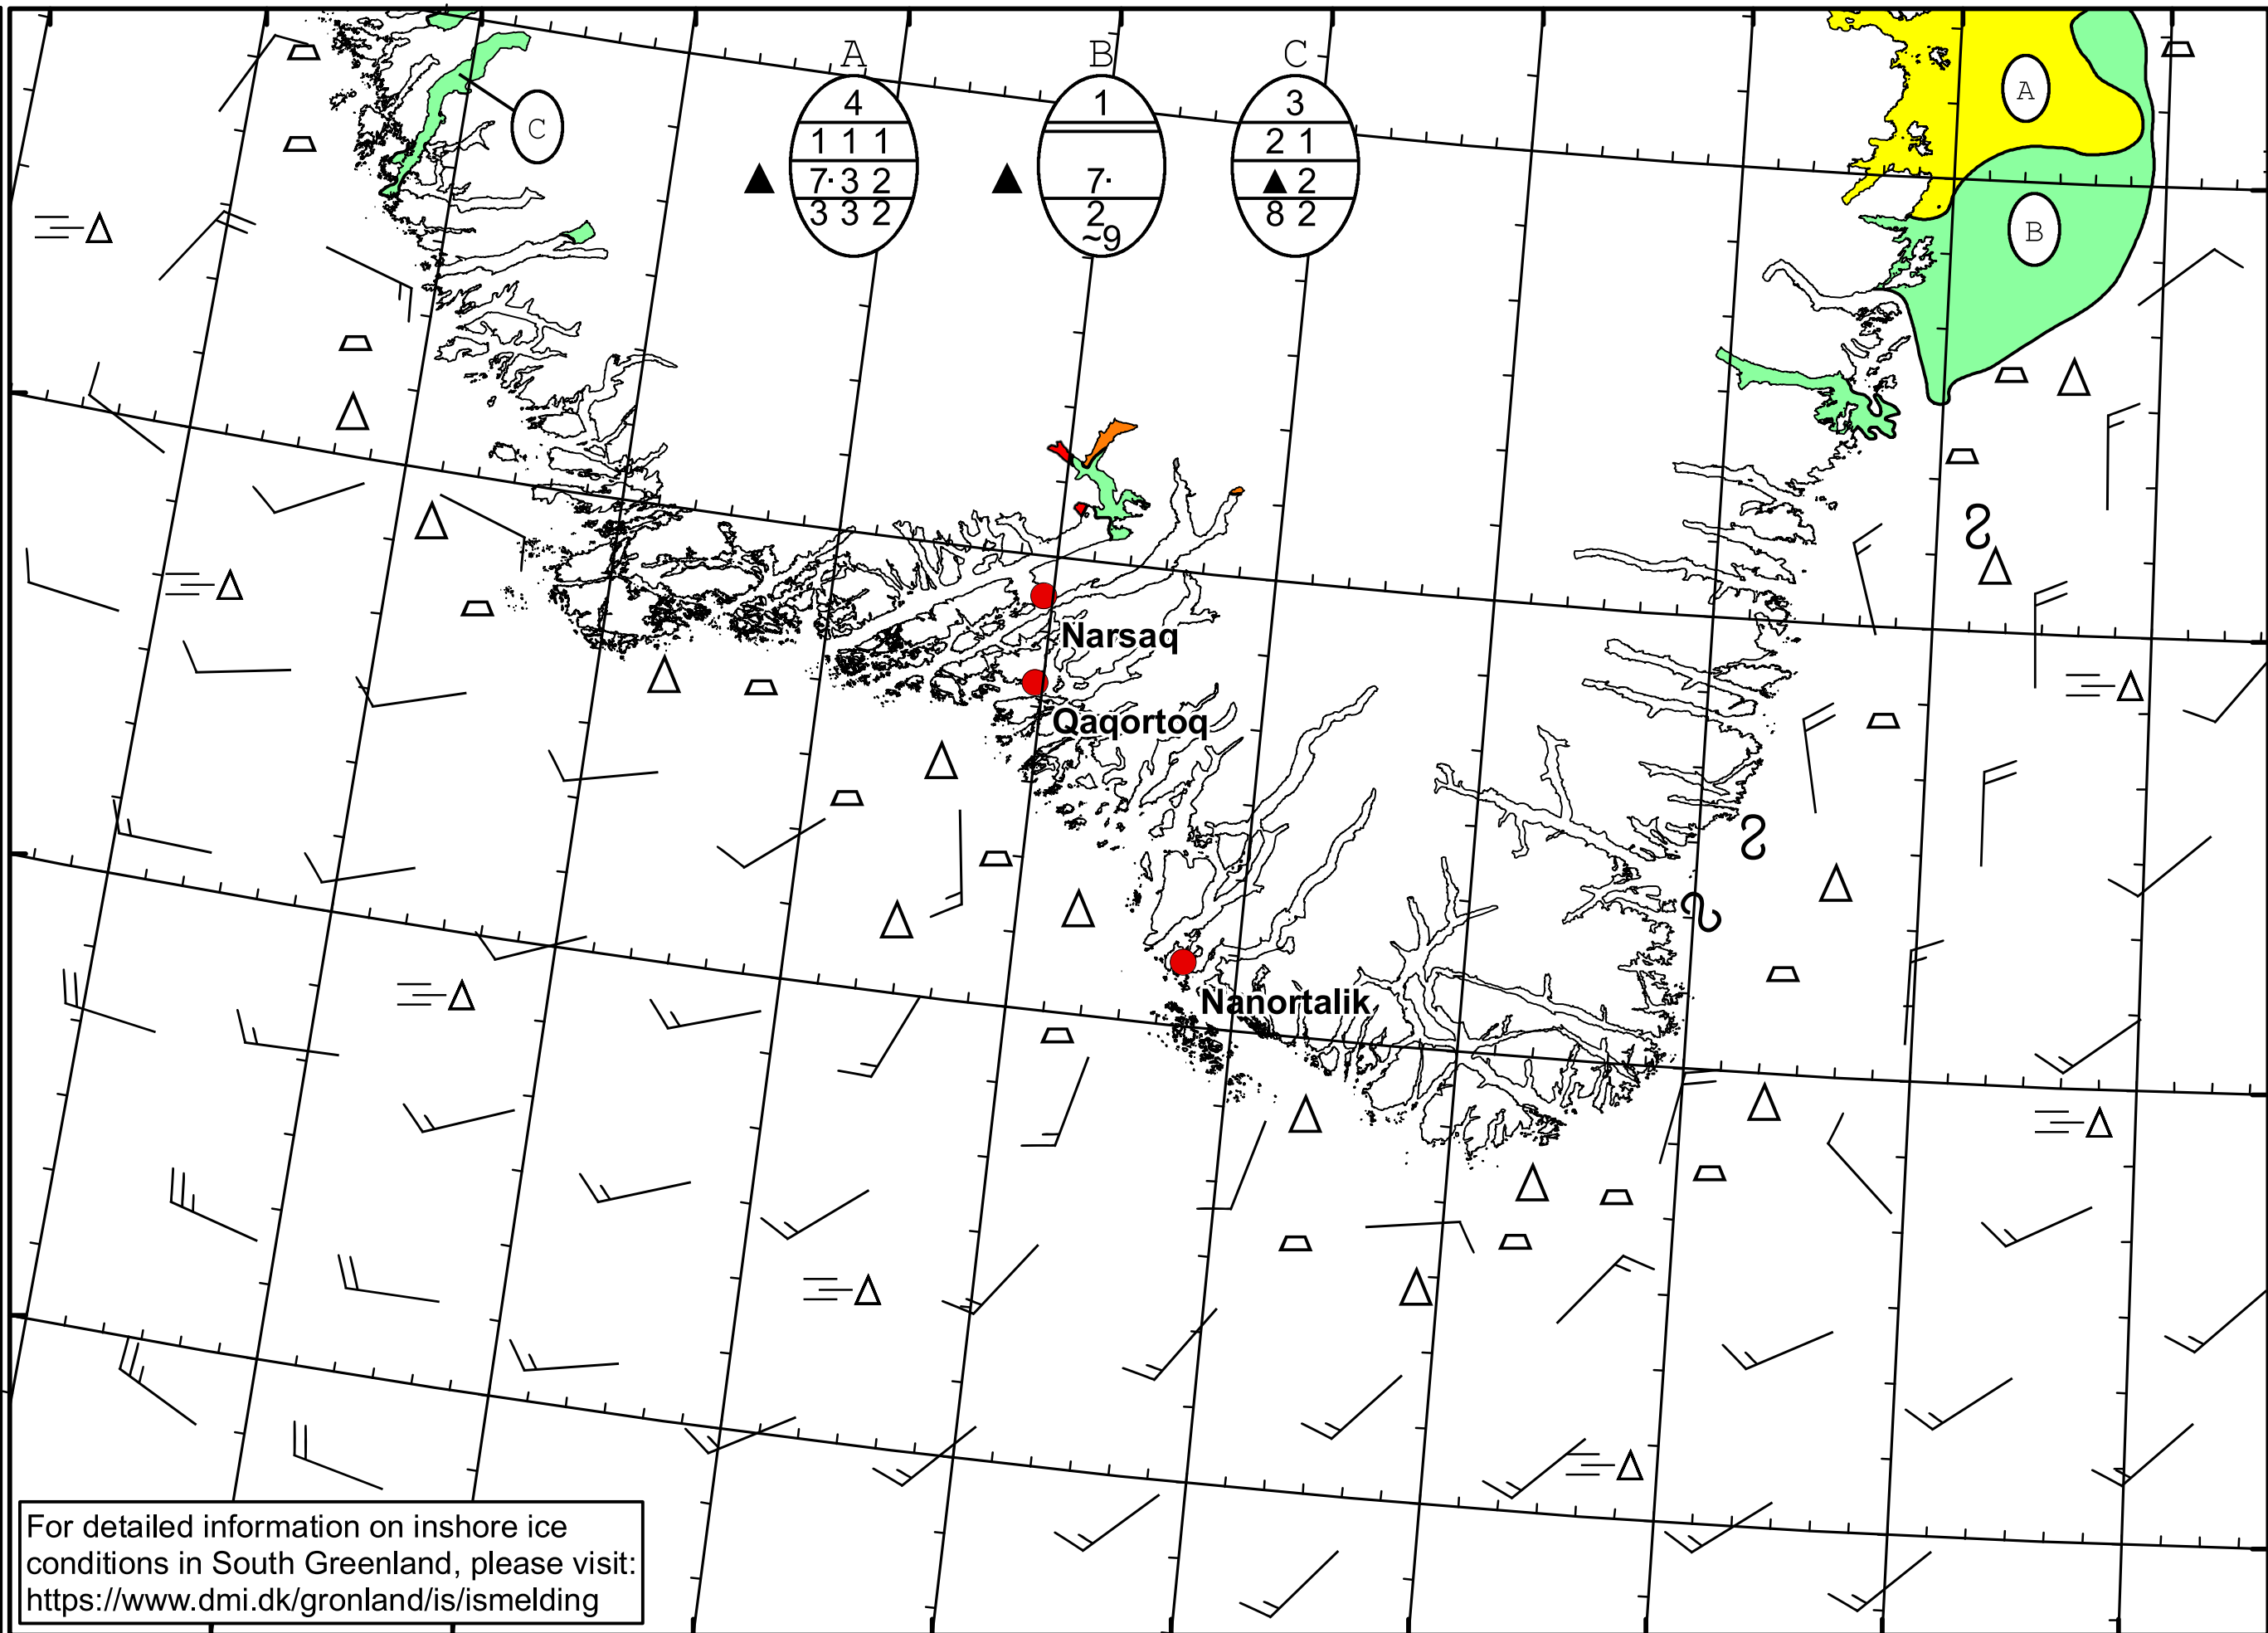 A B C
4 1 3
1 1 1 2 1
7· 3 2 7· ▲ 2
3 3 2 2 8 2
~9
C
A
B
Narsaq
Qaqortoq
Nanortalik
For detailed information on inshore ice
conditions in South Greenland, please visit:
https://www.dmi.dk/gronland/is/ismelding